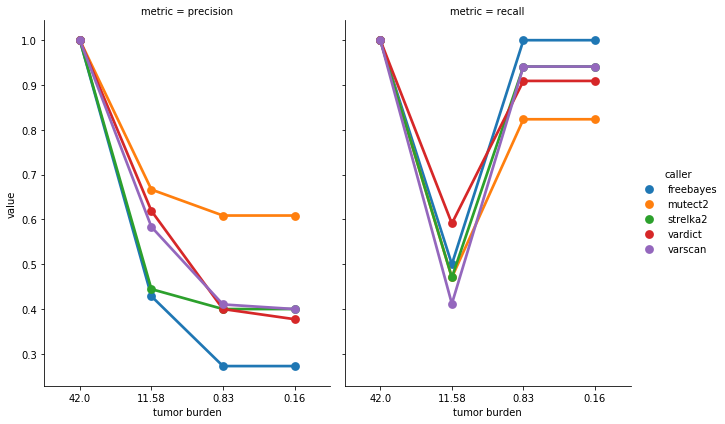 metric = precision
metric = recall
1.0
0.9
0.8
0.7
0.6
0.5
0.4
0.3
value
42.0 11.58 0.83 0.16
tumor burden
42.0 11.58 0.83 0.16
tumor burden
caller
freebayes
mutect2
strelka2
vardict
varscan